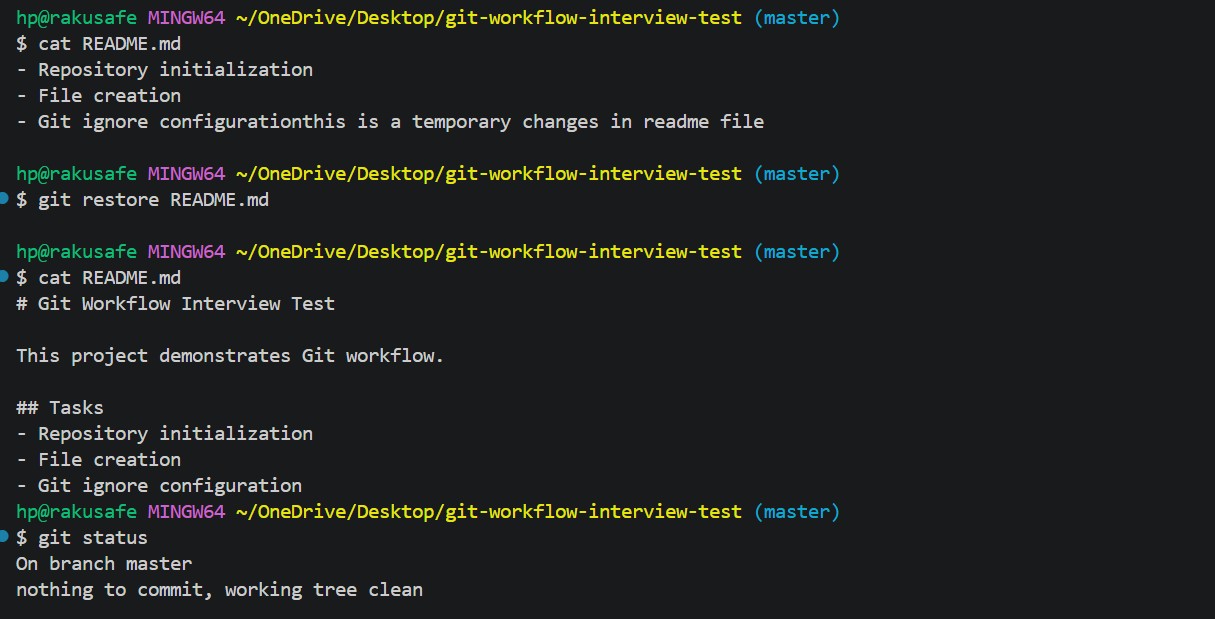 hp@rakusafe MINGW64 ~/OneDrive/Desktop/git-workflow-interview-test (master)
$ cat README.md
- Repository initialization
- File creation
- Git ignore configurationthis is a temporary changes in readme file
hp@rakusafe MINGW64 ~/OneDrive/Desktop/git-workflow-interview-test (master)
$ git restore README.md
hp@rakusafe MINGW64 ~/OneDrive/Desktop/git-workflow-interview-test (master)
$ cat README.md
# Git Workflow Interview Test
This project demonstrates Git workflow.
## Tasks
- Repository initialization
- File creation
- Git ignore configuration
hp@rakusafe MINGW64 ~/OneDrive/Desktop/git-workflow-interview-test (master)
$ git status
On branch master
nothing to commit, working tree clean